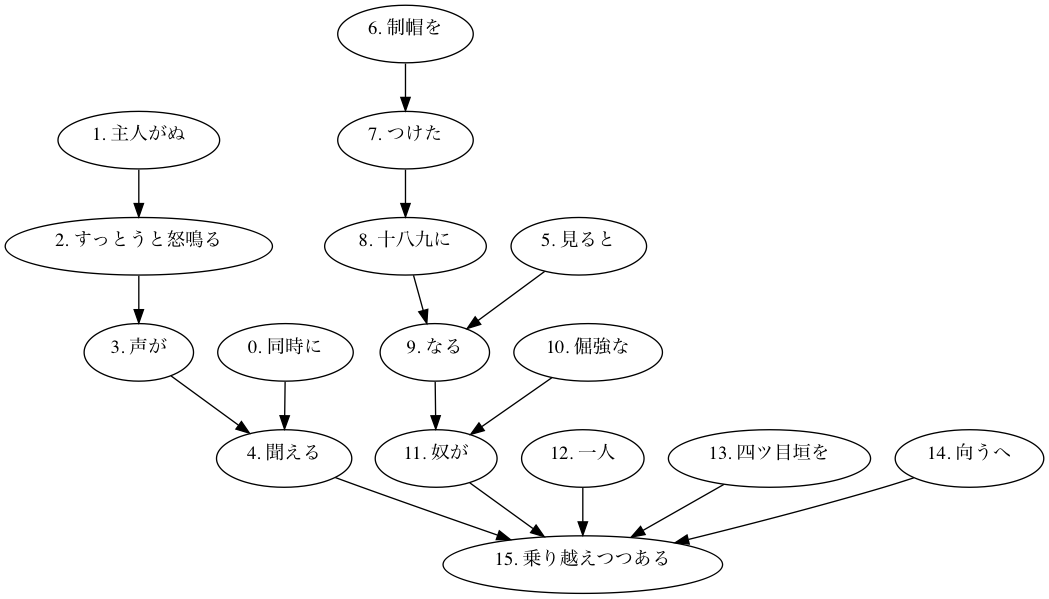 6. 制帽を
1. 主人がぬ
7. つけた
2. すっとうと怒鳴る
8. 十八九に
5. 見ると
3. 声が
0. 同時に
9. なる
10. 倔強な
4. 聞える
11. 奴が
12. 一人
13. 四ツ目垣を
14. 向うへ
15. 乗り越えつつある